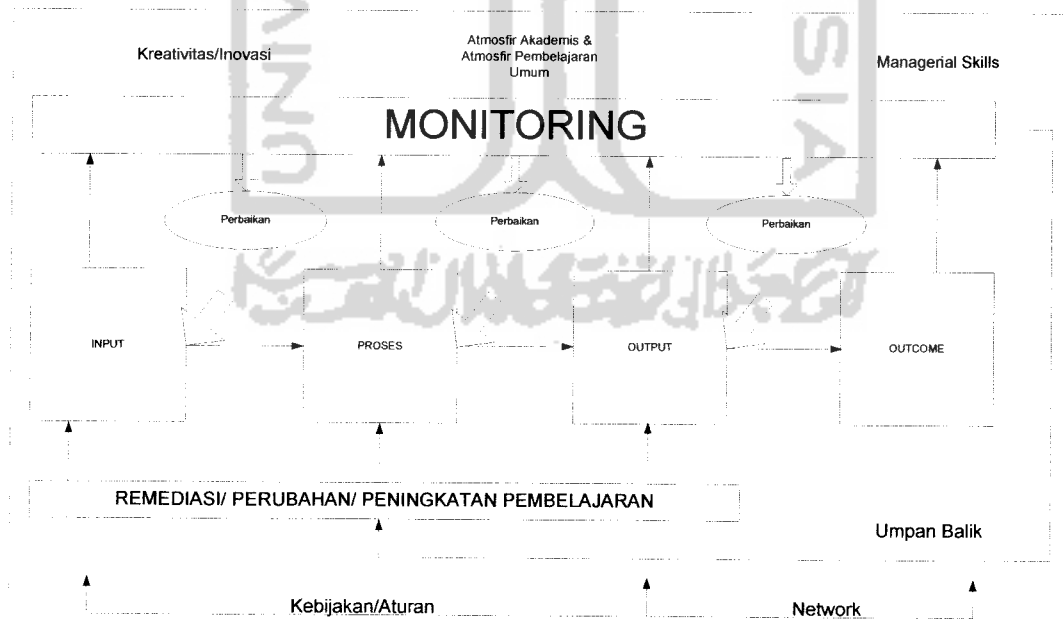 Kreativitas/Inovasi
Atmosfir Akademis &
Atmosfir Pembelajaran
Umum
Managerial Skills
MONITORING
Perbaikan
Perbaikan
Perbaikan
INPUT
PROSES
OUTPUT
OUTCOME
REMEDIASI/ PERUBAHAN/ PENINGKATAN PEMBELAJARAN
Umpan Balik
Kebijakan/Aturan
Network